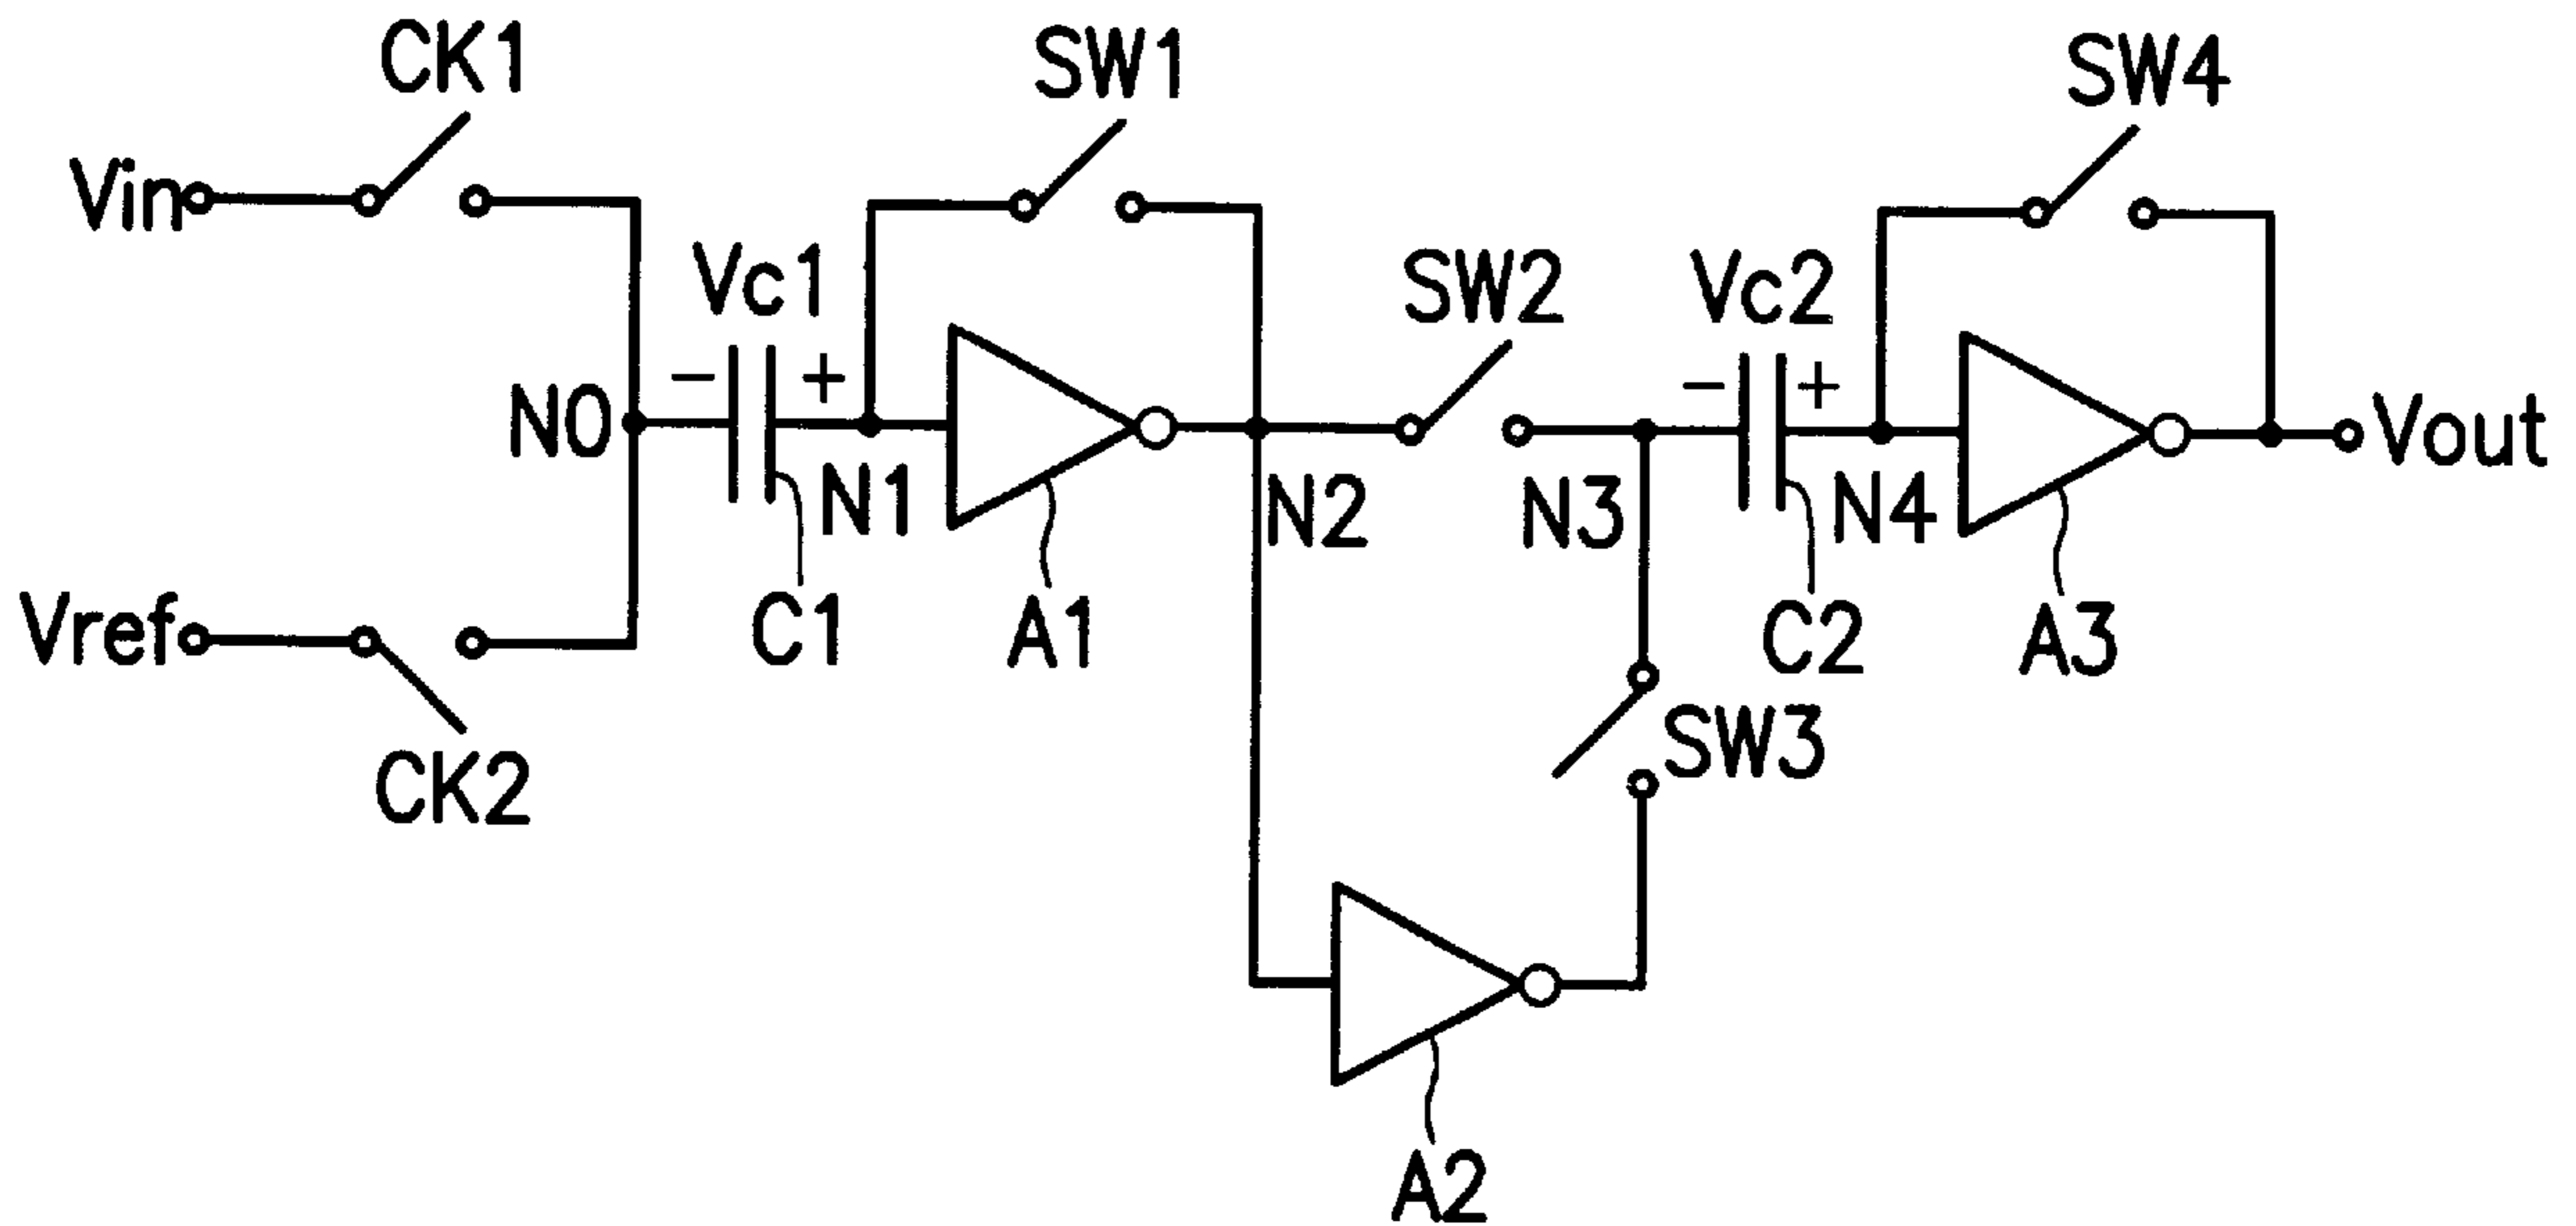 CK1
SW1
SW4
Vin
Vc1
SW2
Vc2
− +
− +
N0
Vout
N1
N2
N3
N4
Vref
C1
A1
C2
A3
SW3
CK2
A2